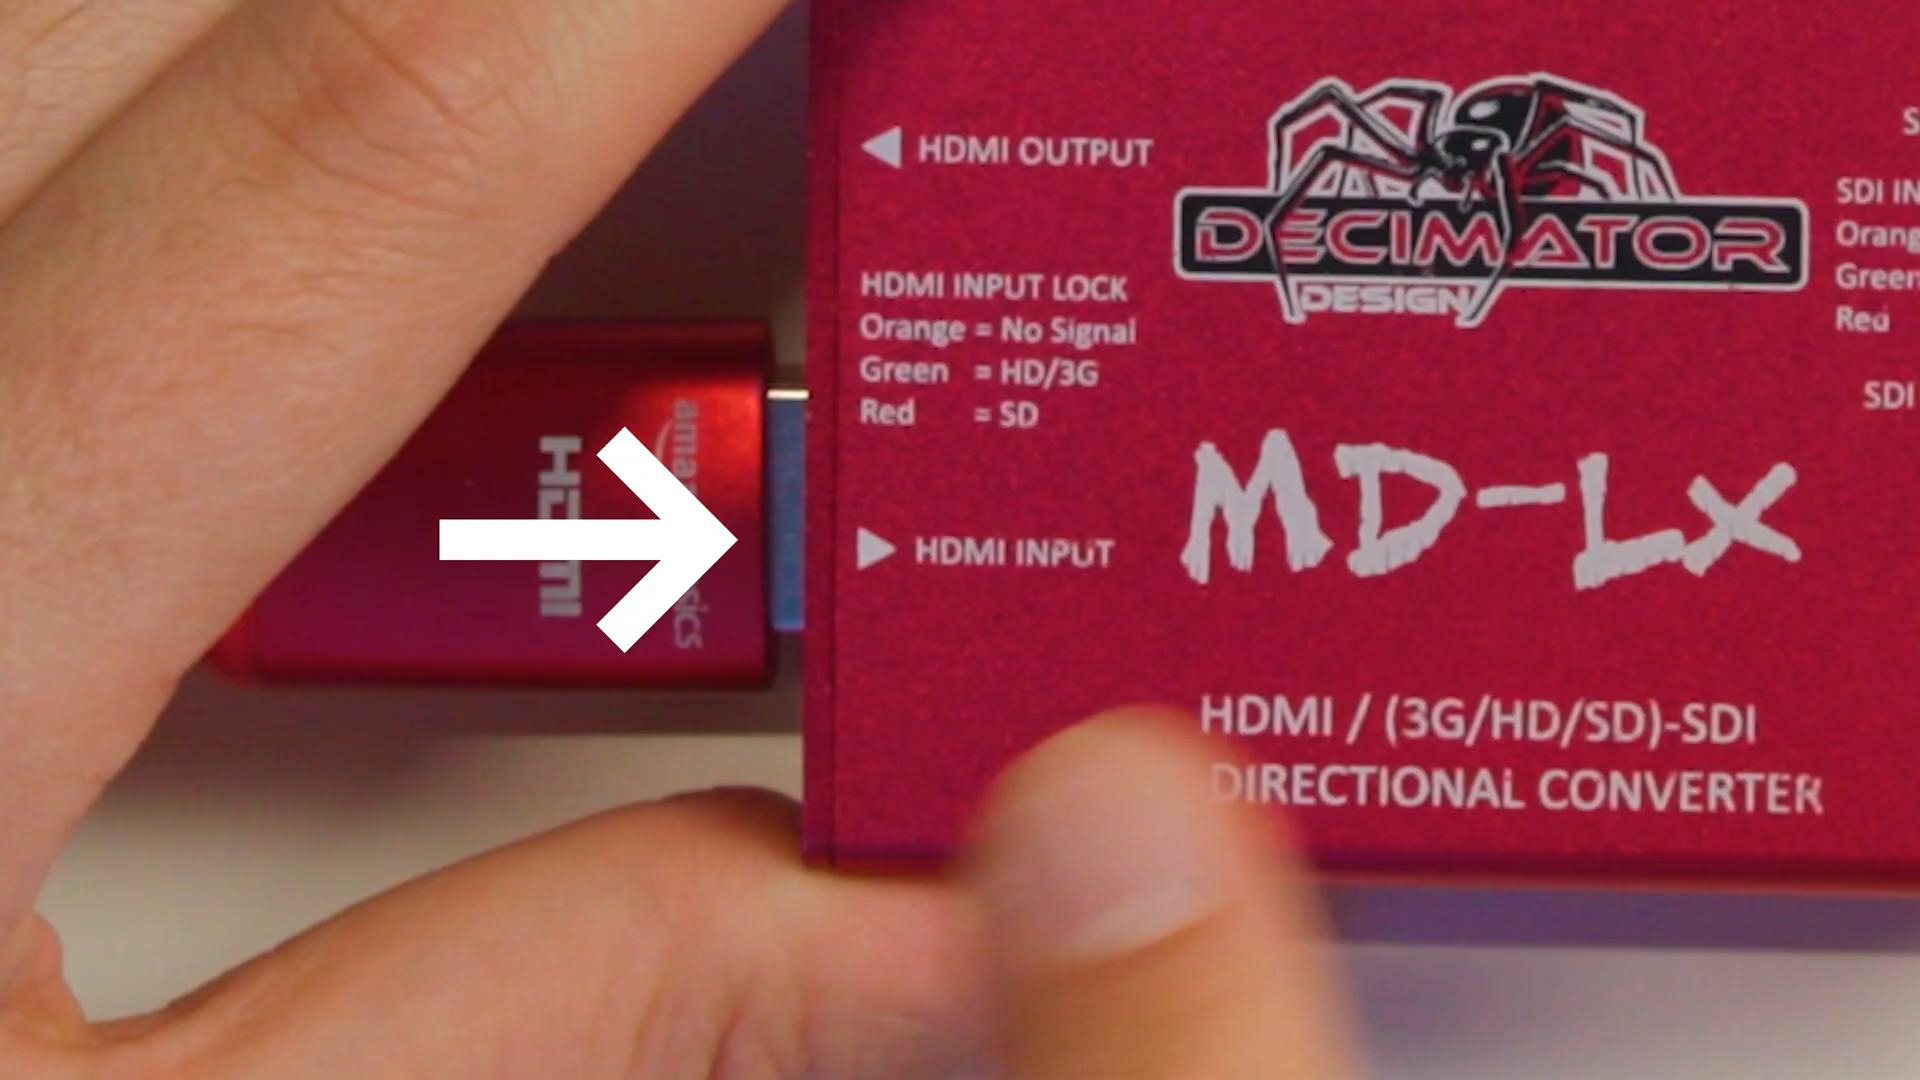 HDMI OUTPUT
DECIMATOR
DESIGN
HDMI INPUT LOCK
Orange = No Signal
Green = HD/3G
Red = SD
HDMI INPUT
MD-LX
HDMI / (3G/HD/SD)-SDI
DIRECTIONAL CONVERTER
SDI IN
Orang
Green
Red
SDI
HDMI